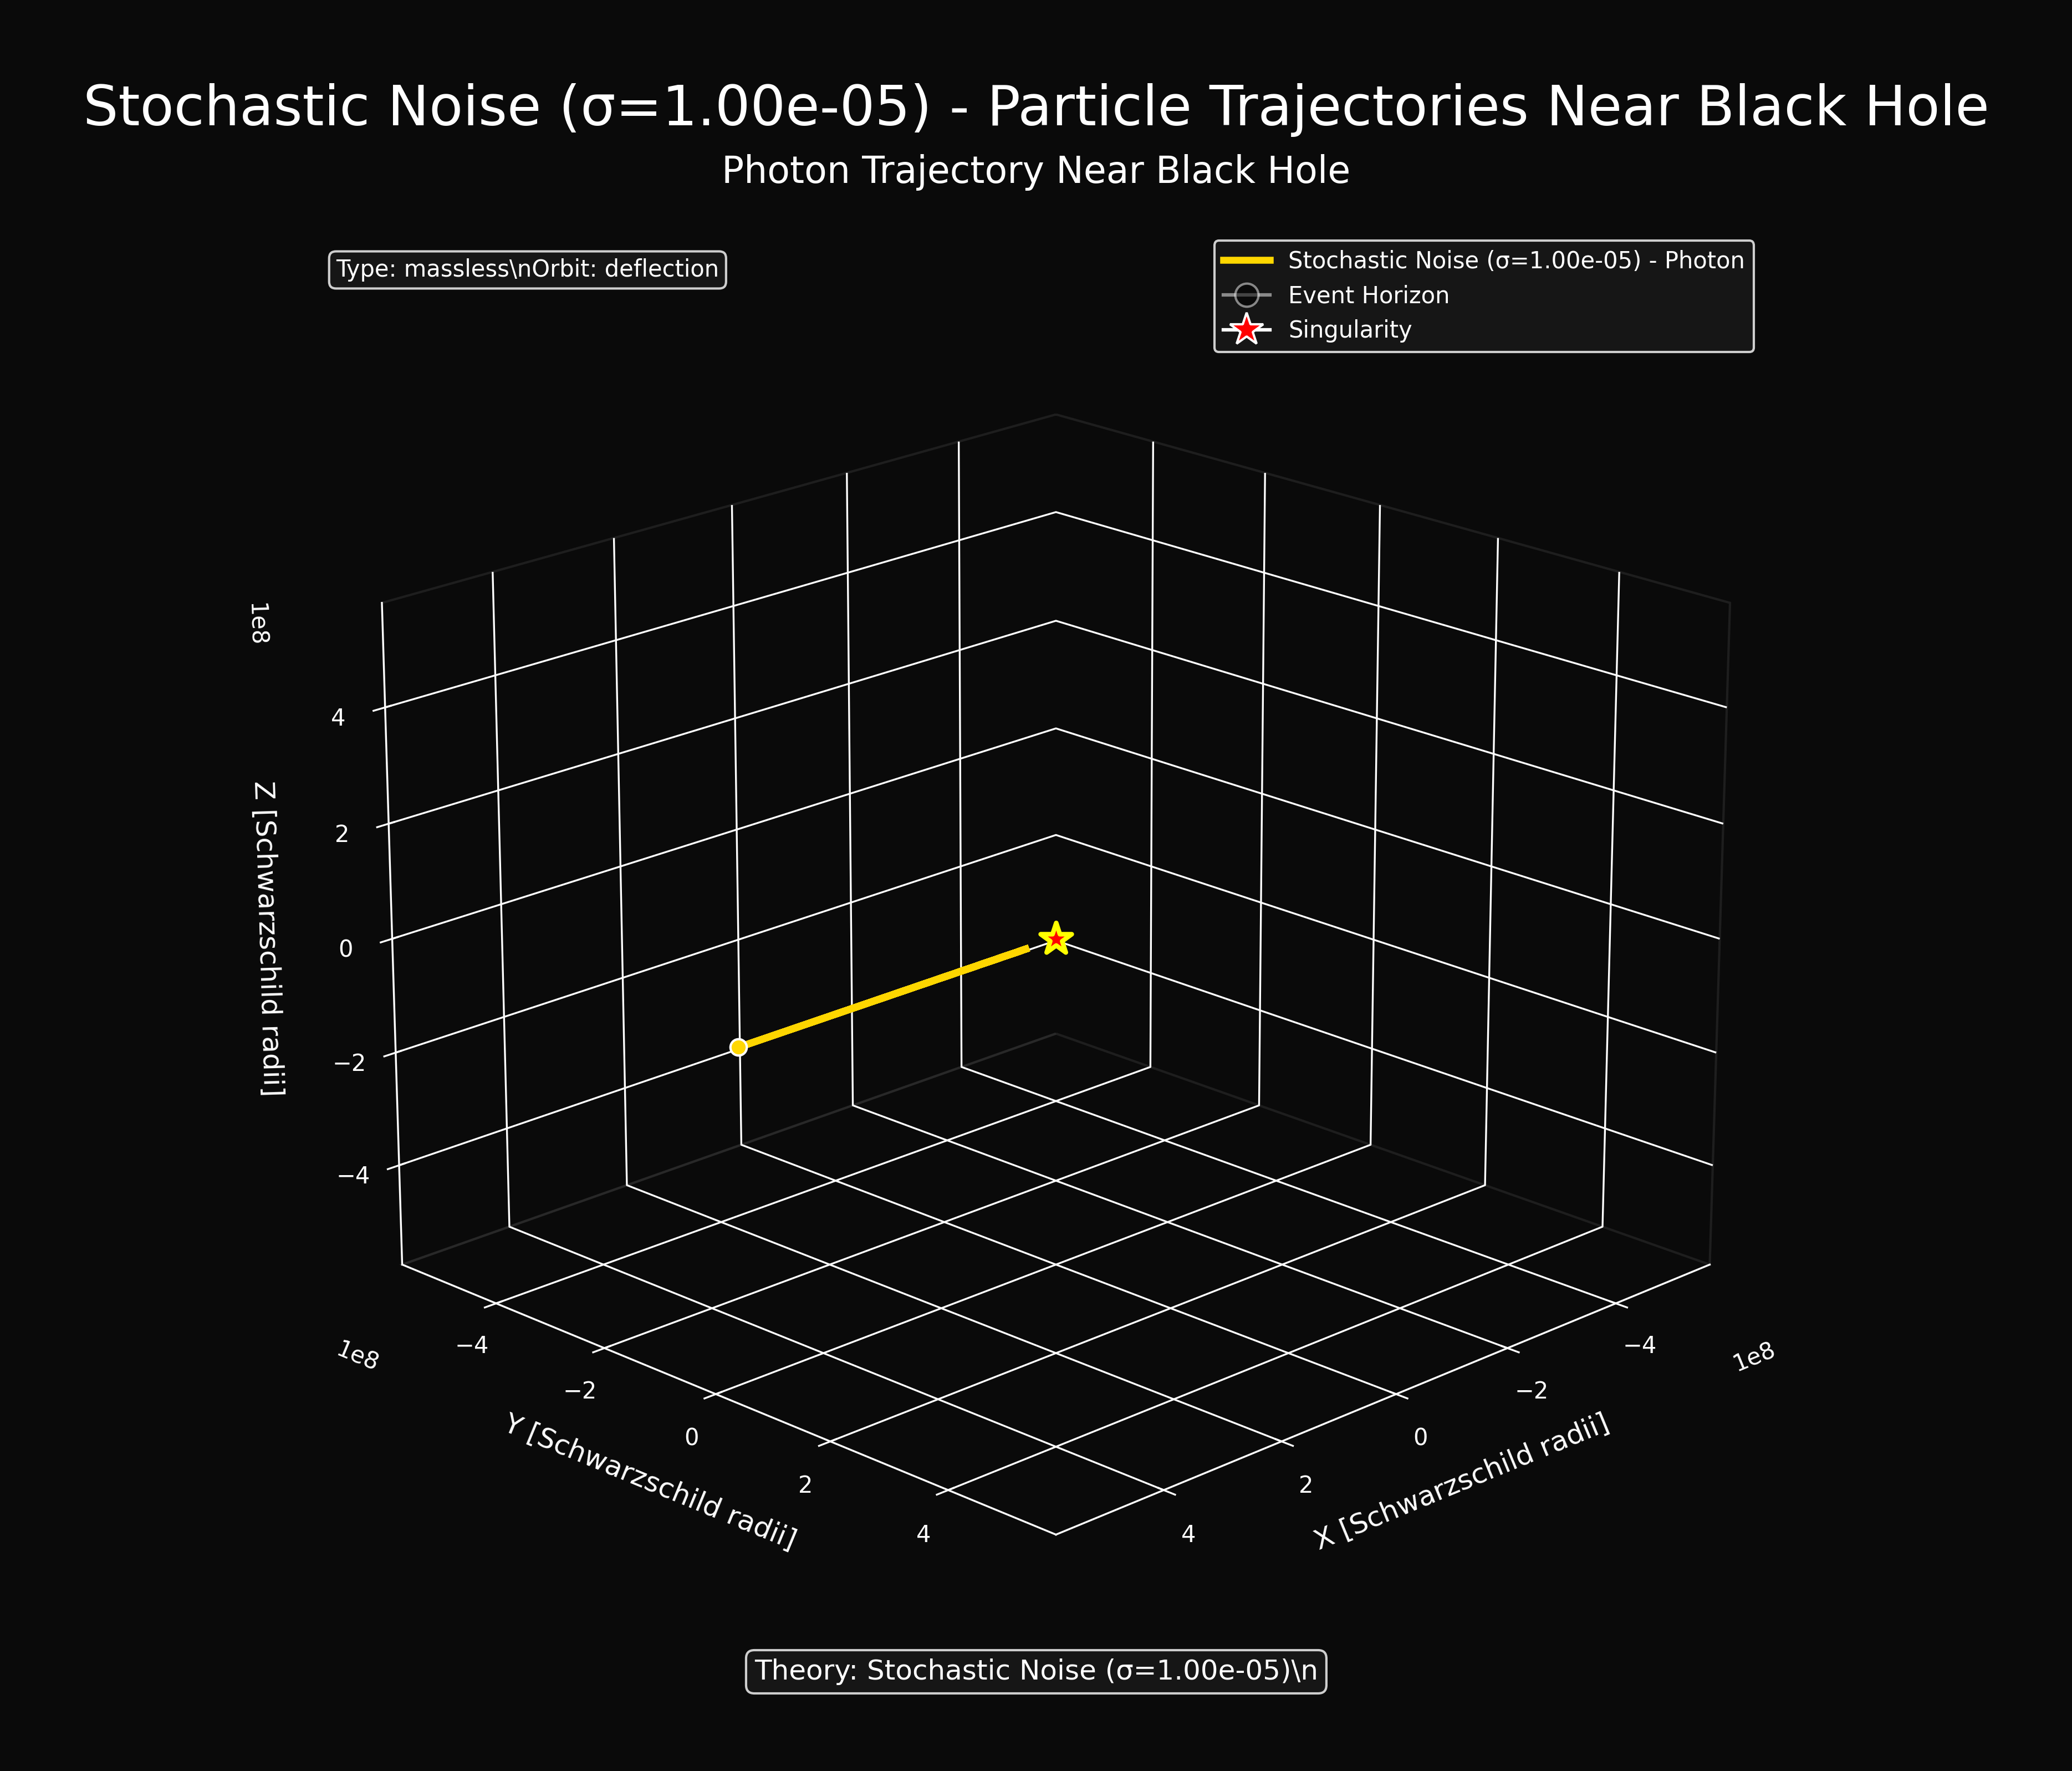 Stochastic Noise (σ=1.00e-05) - Particle Trajectories Near Black Hole
Photon Trajectory Near Black Hole
Type: massless\nOrbit: deflection
Stochastic Noise (σ=1.00e-05) - Photon
Event Horizon
Singularity
1e8
4
2
0
−2
−4
Z [Schwarzschild radii]
1e8
−4
−2
0
2
4
Y [Schwarzschild radii]
4
2
0
−2
−4
1e8
X [Schwarzschild radii]
Theory: Stochastic Noise (σ=1.00e-05)\n